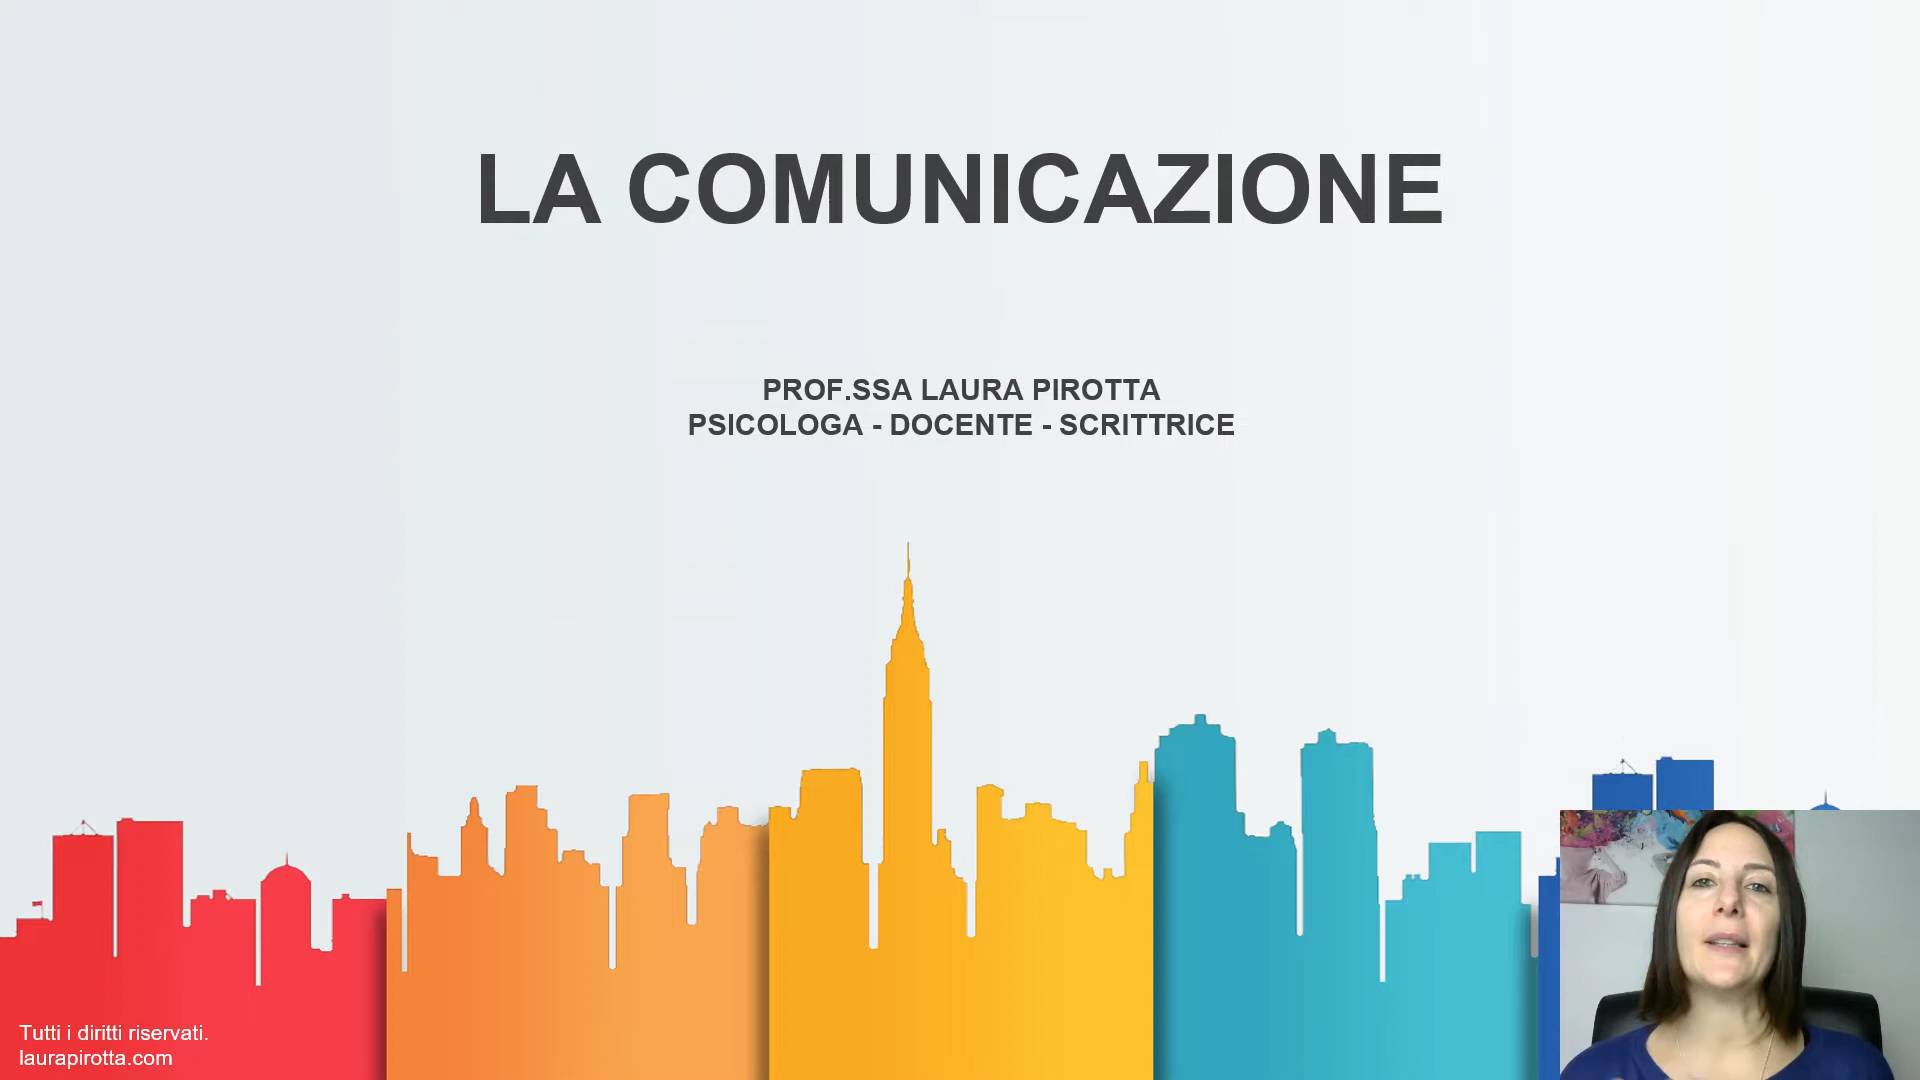 LA COMUNICAZIONE
PROF.SSA LAURA PIROTTA
PSICOLOGA - DOCENTE - SCRITTRICE
Tutti i diritti riservati.
laurapirotta.com